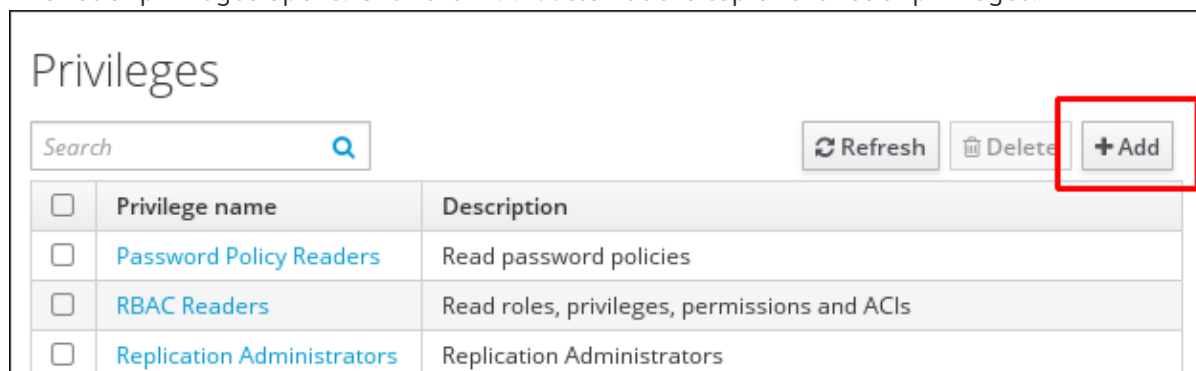 Privileges
Search
Refresh
Delete
Add
Privilege name Description
Password Policy Readers Read password policies
RBAC Readers Read roles, privileges, permissions and ACIs
Replication Administrators Replication Administrators